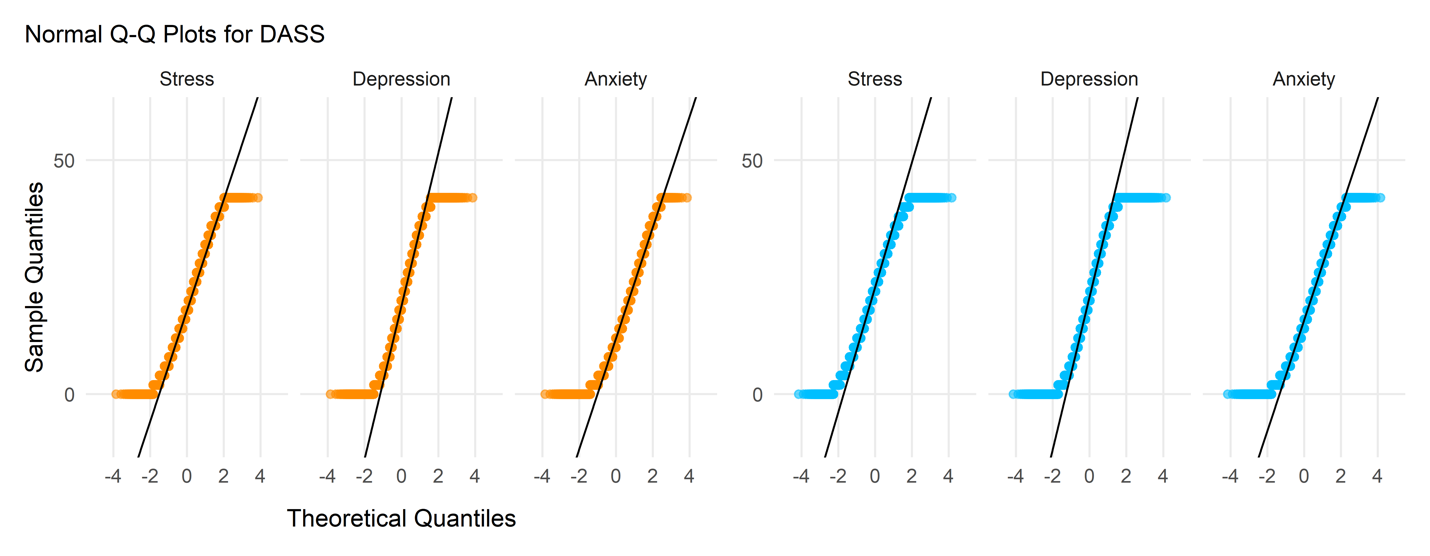 Normal Q-Q Plots for DASS
Stress Depression Anxiety Stress Depression Anxiety
50 50
0 0
Sample Quantiles
-4 -2 0 2 4 -4 -2 0 2 4 -4 -2 0 2 4 -4 -2 0 2 4 -4 -2 0 2 4 -4 -2 0 2 4
Theoretical Quantiles